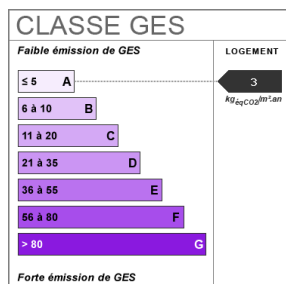 CLASSE GES
Faible émission de GES
LOGEMENT
≤ 5 A
3
kgéqCO2/m².an
6 à 10 B
11 à 20 C
21 à 35 D
36 à 55 E
56 à 80 F
> 80 G
Forte émission de GES